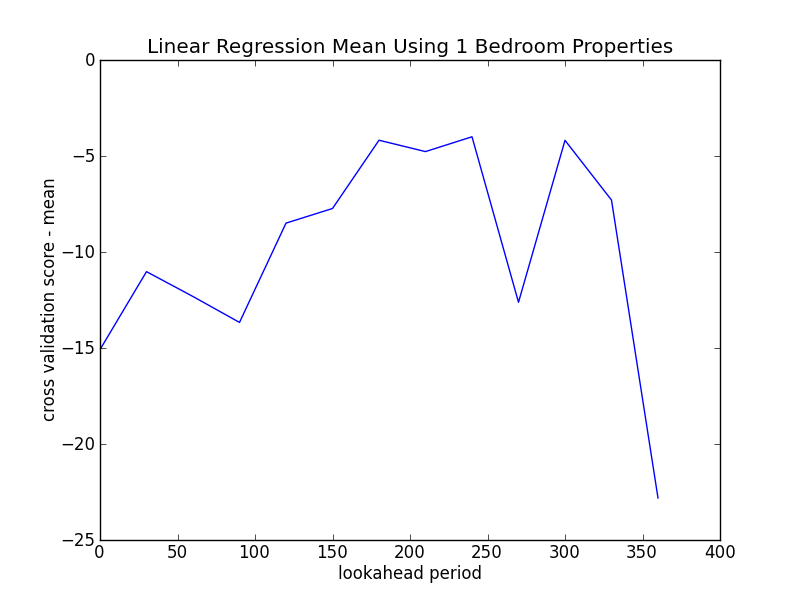 Linear Regression Mean Using 1 Bedroom Properties
0
−5
−10
−15
−20
−25
cross validation score - mean
0 50 100 150 200 250 300 350 400
lookahead period